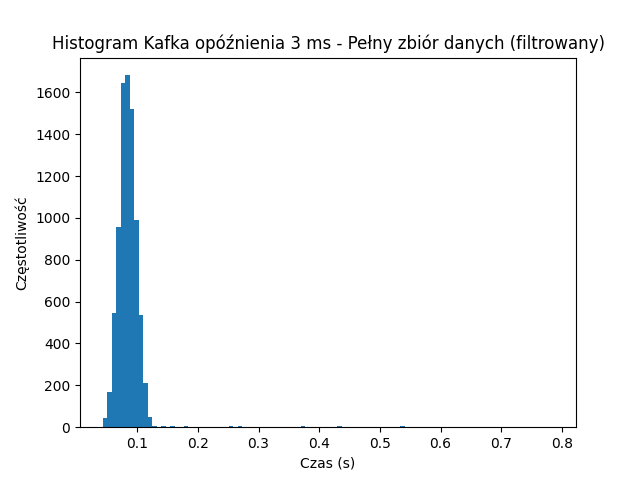 Histogram Kafka opóźnienia 3 ms - Pełny zbiór danych (filtrowany)
1600
1400
1200
1000
800
600
400
200
0
Częstotliwość
0.1 0.2 0.3 0.4 0.5 0.6 0.7 0.8
Czas (s)